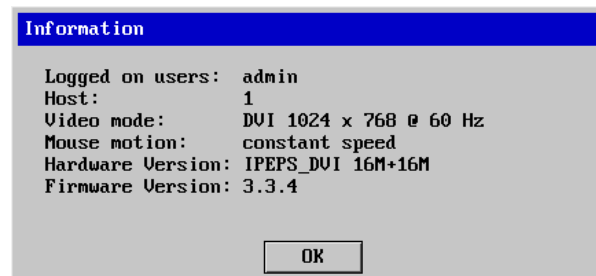 Information
Logged on users: admin
Host: 1
Video mode: DVI 1024 x 768 @ 60 Hz
Mouse motion: constant speed
Hardware Version: IPEPS_DVI 16M+16M
Firmware Version: 3.3.4
OK